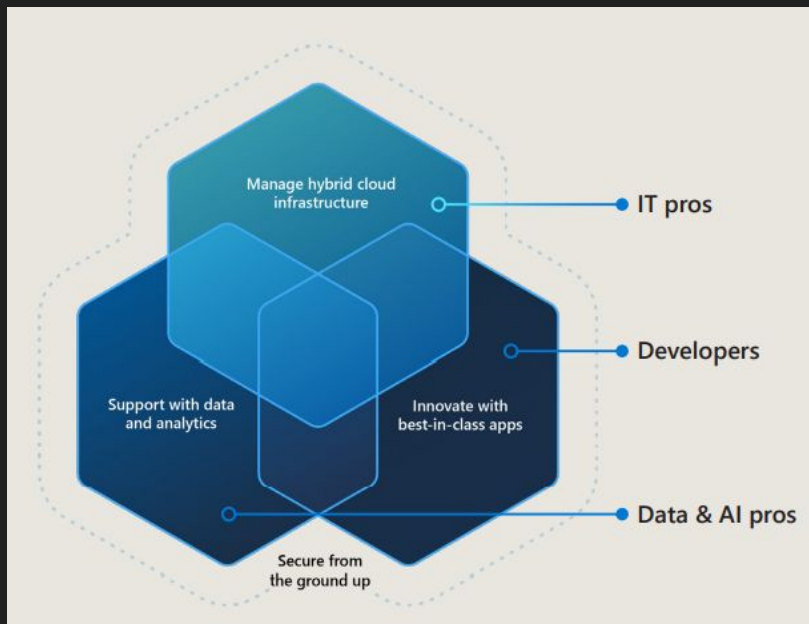 Manage hybrid cloud
infrastructure
IT pros
Developers
Support with data
and analytics
Innovate with
best-in-class apps
Data & AI pros
Secure from
the ground up